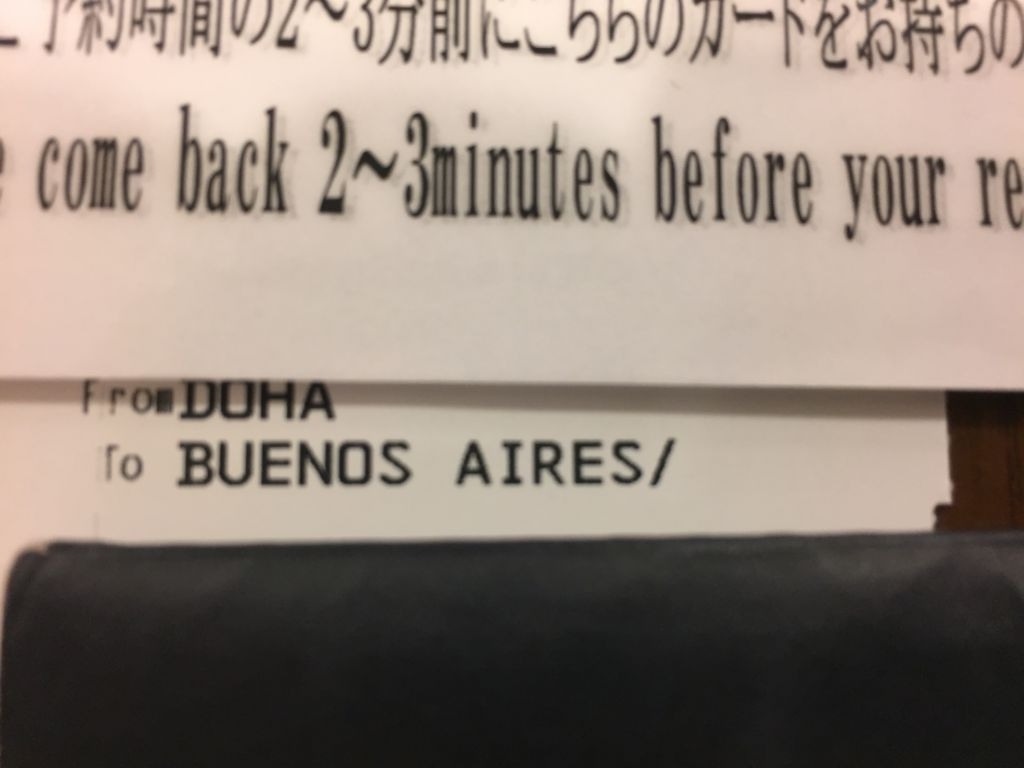 予約時間の2～3分前にこちらのカードをお持ちの
come back 2～3minutes before your re
From DOHA
To BUENOS AIRES/